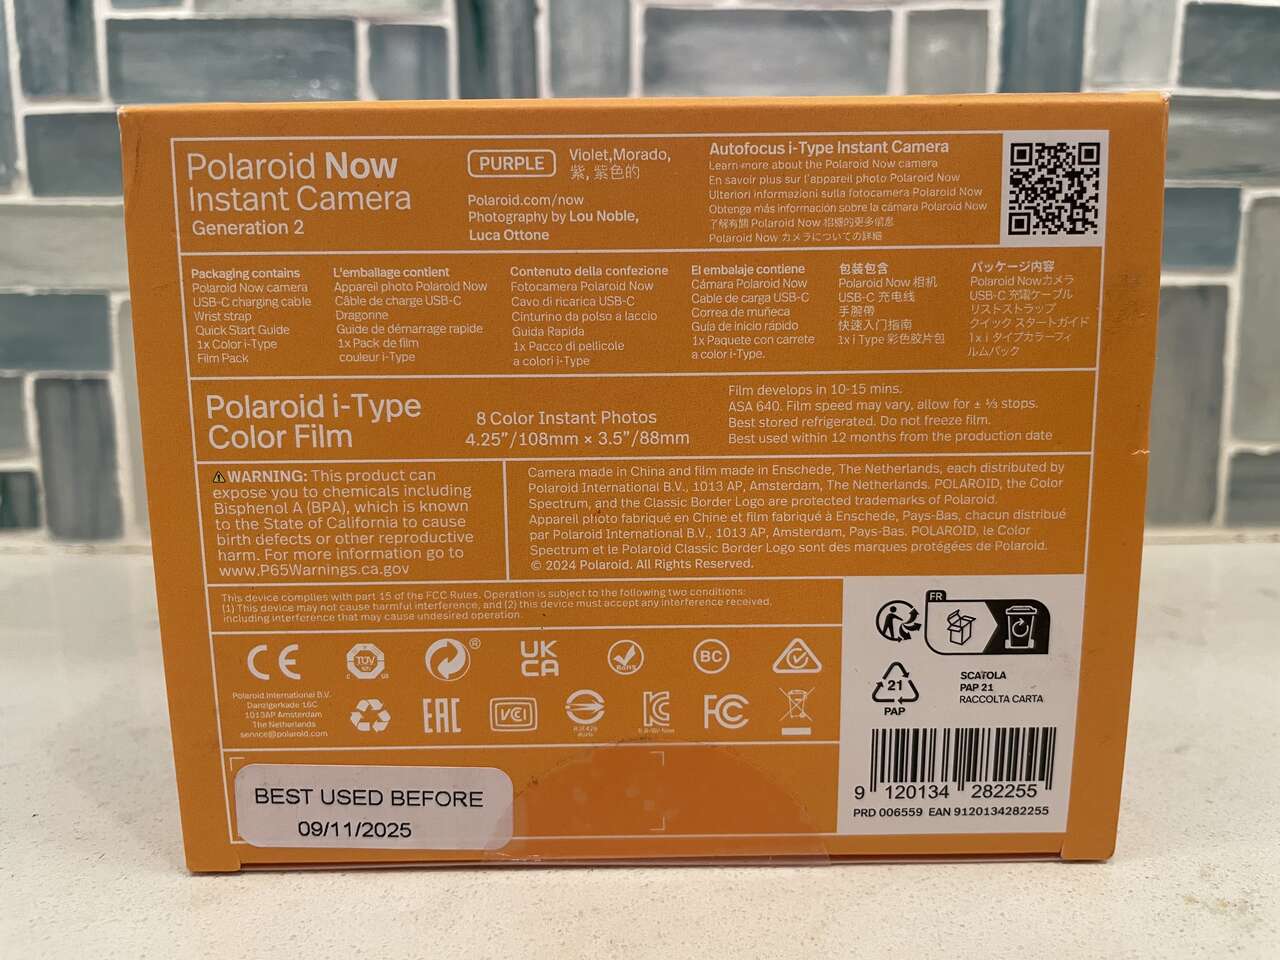 Polaroid Now
Instant Camera
Generation 2
PURPLE
Violet,Morado,
紫, 紫色的
Polaroid.com/now
Photography by Lou Noble,
Luca Ottone
Autofocus i-Type Instant Camera
Learn more about the Polaroid Now camera
En savoir plus sur l'appareil photo Polaroid Now
Ulteriori informazioni sulla fotocamera Polaroid Now
Obtenga más información sobre la cámara Polaroid Now
了解有關 Polaroid Now 相機的更多信息
Polaroid Now カメラについての詳細
Packaging contains
Polaroid Now camera
USB-C charging cable
Wrist strap
Quick Start Guide
1x Color i-Type
Film Pack
L'emballage contient
Appareil photo Polaroid Now
Câble de charge USB-C
Dragonne
Guide de démarrage rapide
1x Pack de film
couleur i-Type
Contenuto della confezione
Fotocamera Polaroid Now
Cavo di ricarica USB-C
Cinturino da polso a laccio
Guida Rapida
1x Pacco di pellicole
a colori i-Type
El embalaje contiene
Cámara Polaroid Now
Cable de carga USB-C
Correa de muñeca
Guía de inicio rápido
1x Paquete con carrete
a color i-Type.
包装包含
Polaroid Now 相机
USB-C 充电线
手腕带
快速入门指南
1x i Type 彩色胶片包
パッケージ内容
Polaroid Nowカメラ
USB-C 充電ケーブル
リストストラップ
クイック スタートガイド
1x i タイプカラーフィ
ルムパック
Polaroid i-Type
Color Film
8 Color Instant Photos
4.25"/108mm × 3.5"/88mm
Film develops in 10-15 mins.
ASA 640. Film speed may vary, allow for ± ⅓ stops.
Best stored refrigerated. Do not freeze film.
Best used within 12 months from the production date
WARNING: This product can
expose you to chemicals including
Bisphenol A (BPA), which is known
to the State of California to cause
birth defects or other reproductive
harm. For more information go to
www.P65Warnings.ca.gov
Camera made in China and film made in Enschede, The Netherlands, each distributed by
Polaroid International B.V., 1013 AP, Amsterdam, The Netherlands. POLAROID, the Color
Spectrum, and the Classic Border Logo are protected trademarks of Polaroid.
Appareil photo fabriqué en Chine et film fabriqué à Enschede, Pays-Bas, chacun distribué
par Polaroid International B.V., 1013 AP, Amsterdam, Pays-Bas. POLAROID, le Color
Spectrum et le Polaroid Classic Border Logo sont des marques protégées de Polaroid.
© 2024 Polaroid. All Rights Reserved.
This device complies with part 15 of the FCC Rules. Operation is subject to the following two conditions:
(1) This device may not cause harmful interference, and (2) this device must accept any interference received,
including interference that may cause undesired operation.
CE
TÜV
C US
®
UK
CA
RoHS
BC
Polaroid International B.V.
Danzigerkade 16C
1013AP Amsterdam
The Netherlands
service@polaroid.com
EAC
VCI
FC
FR
21
PAP
SCATOLA
PAP 21
RACCOLTA CARTA
9 120134 282255
PRD 006559 EAN 9120134282255
BEST USED BEFORE
09/11/2025